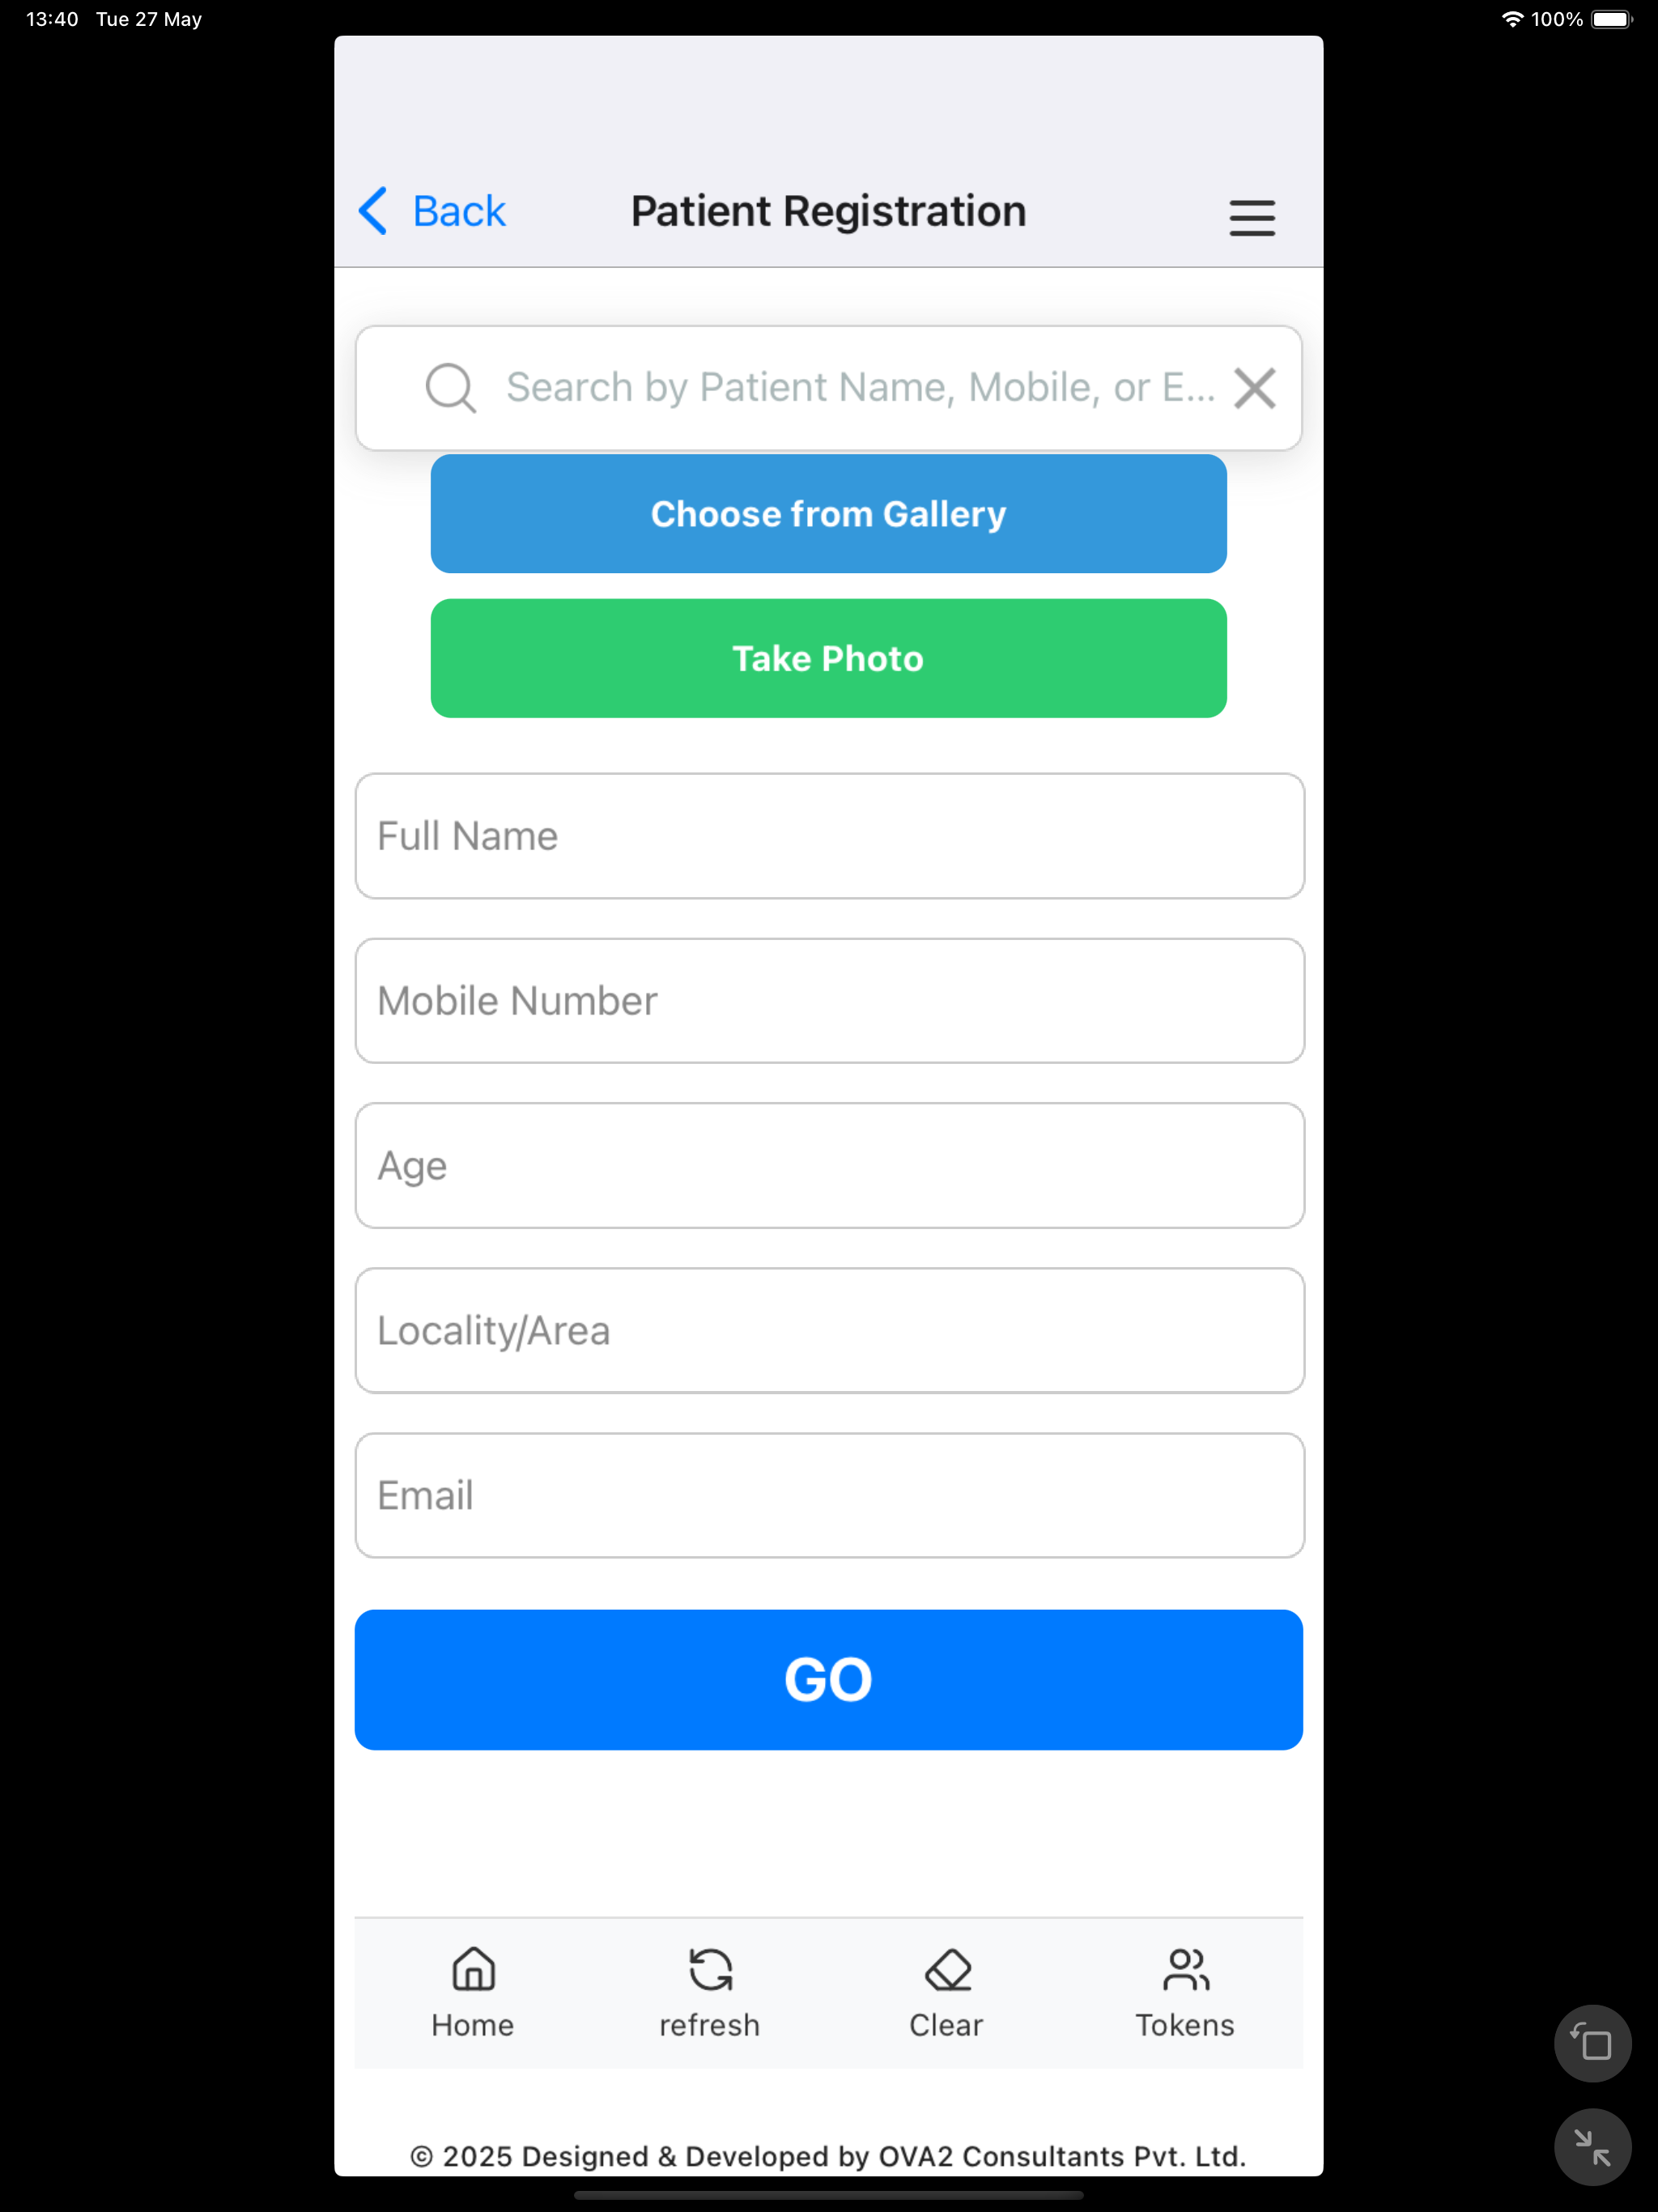 13:40 Tue 27 May
100%
Back
Patient Registration
Search by Patient Name, Mobile, or E...
Choose from Gallery
Take Photo
Full Name
Mobile Number
Age
Locality/Area
Email
GO
Home refresh Clear Tokens
© 2025 Designed & Developed by OVA2 Consultants Pvt. Ltd.